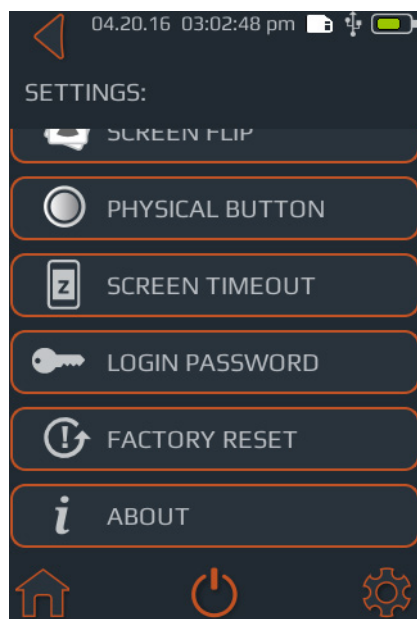 04.20.16 03:02:48 pm
SETTINGS:
SCREEN FLIP
PHYSICAL BUTTON
z SCREEN TIMEOUT
LOGIN PASSWORD
FACTORY RESET
i ABOUT